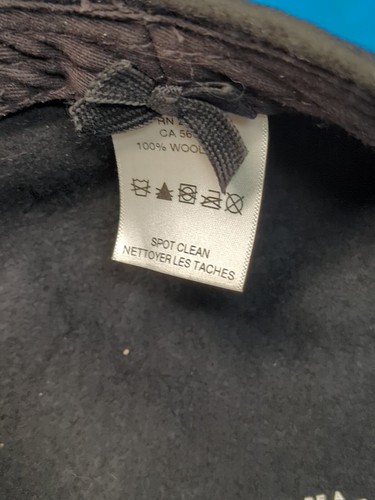 CA 56
100% WOOL
SPOT CLEAN
NETTOYER LES TACHES